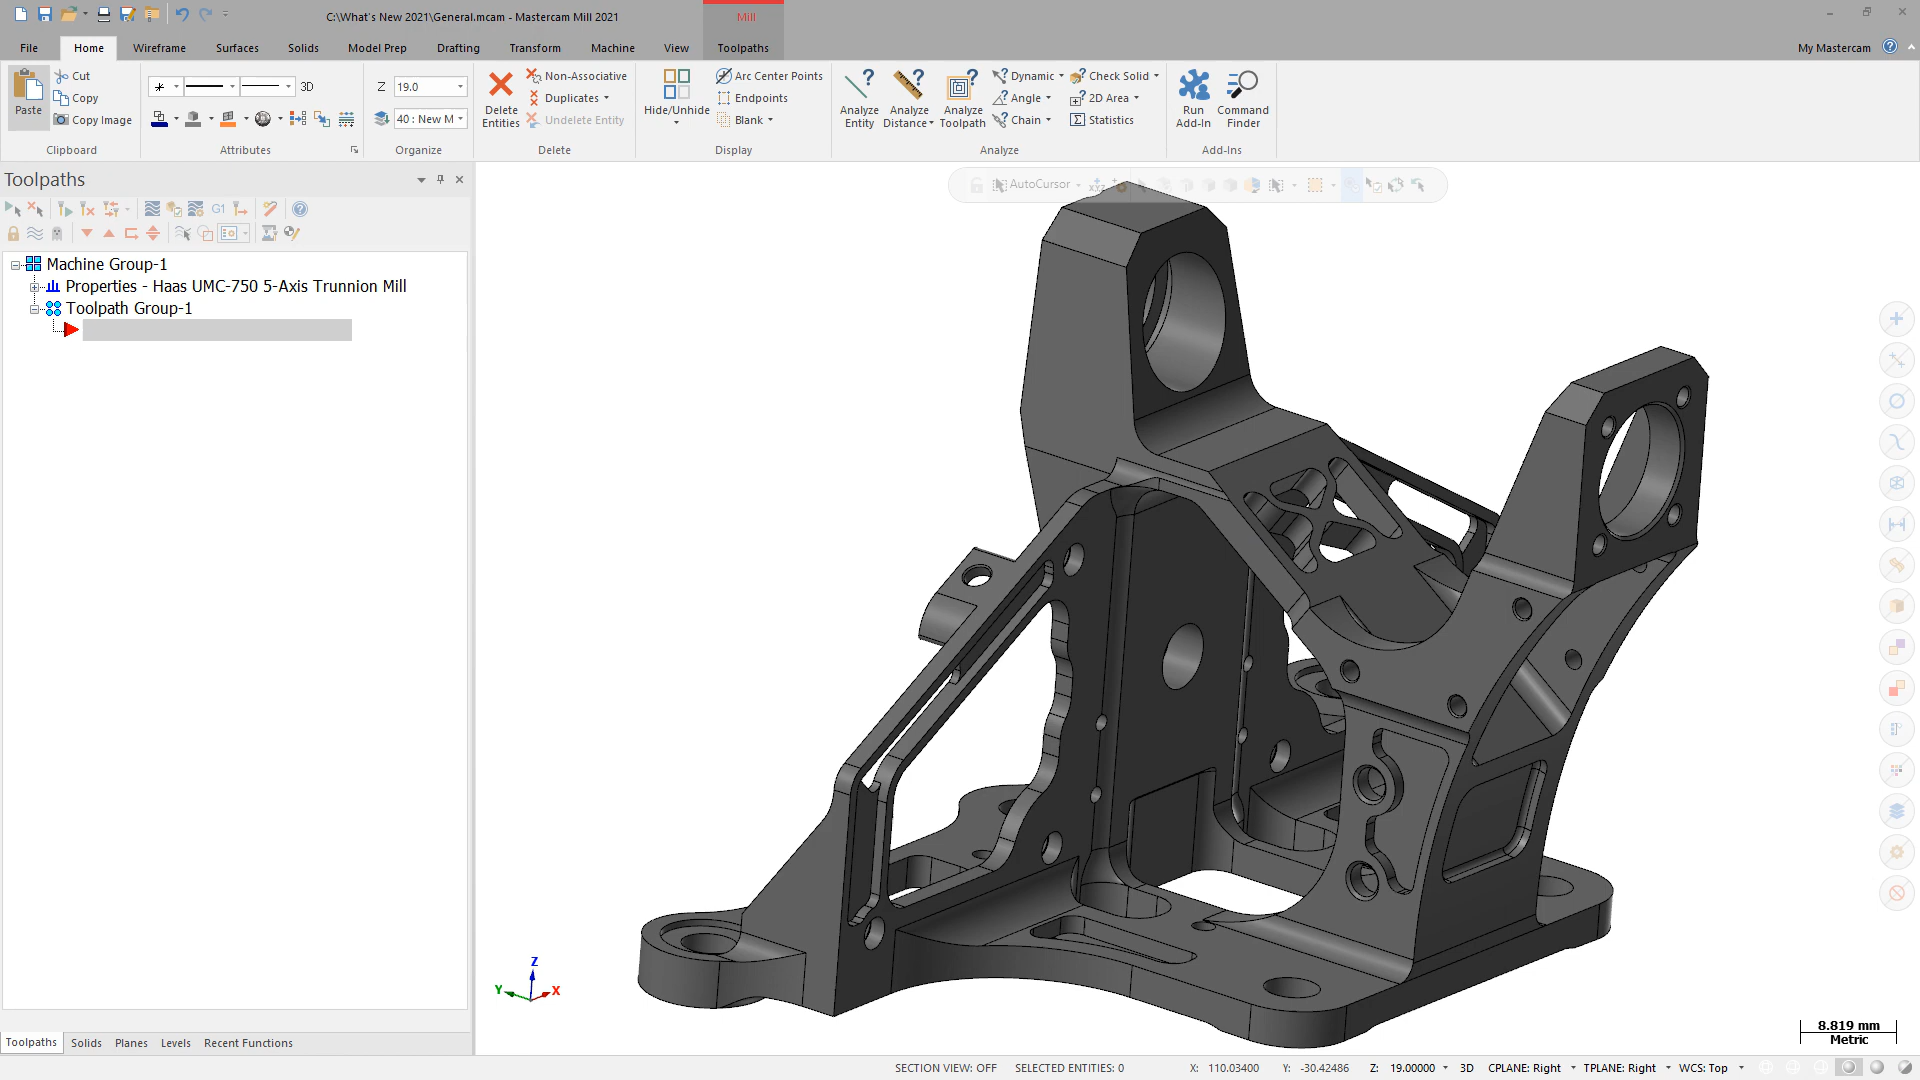 C:\What's New 2021\General.mcam - Mastercam Mill 2021
Mill
File Home Wireframe Surfaces Solids Model Prep Drafting Transform Machine View Toolpaths My Mastercam
Paste
Cut
Copy
Copy Image
Clipboard
3D
Attributes
Z 19.0
40 : New M
Organize
Delete Entities
Non-Associative
Duplicates
Undelete Entity
Delete
Hide/Unhide
Arc Center Points
Endpoints
Blank
Display
Analyze Entity
Analyze Distance
Analyze Toolpath
Dynamic
Angle
Chain
Check Solid
2D Area
Statistics
Analyze
Run Add-In
Command Finder
Add-Ins
Toolpaths
AutoCursor
G1
Machine Group-1
Properties - Haas UMC-750 5-Axis Trunnion Mill
Toolpath Group-1
Z
Y
X
8.819 mm
Metric
Toolpaths Solids Planes Levels Recent Functions
SECTION VIEW: OFF SELECTED ENTITIES: 0 X: 110.03400 Y: -30.42486 Z: 19.00000 3D CPLANE: Right TPLANE: Right WCS: Top